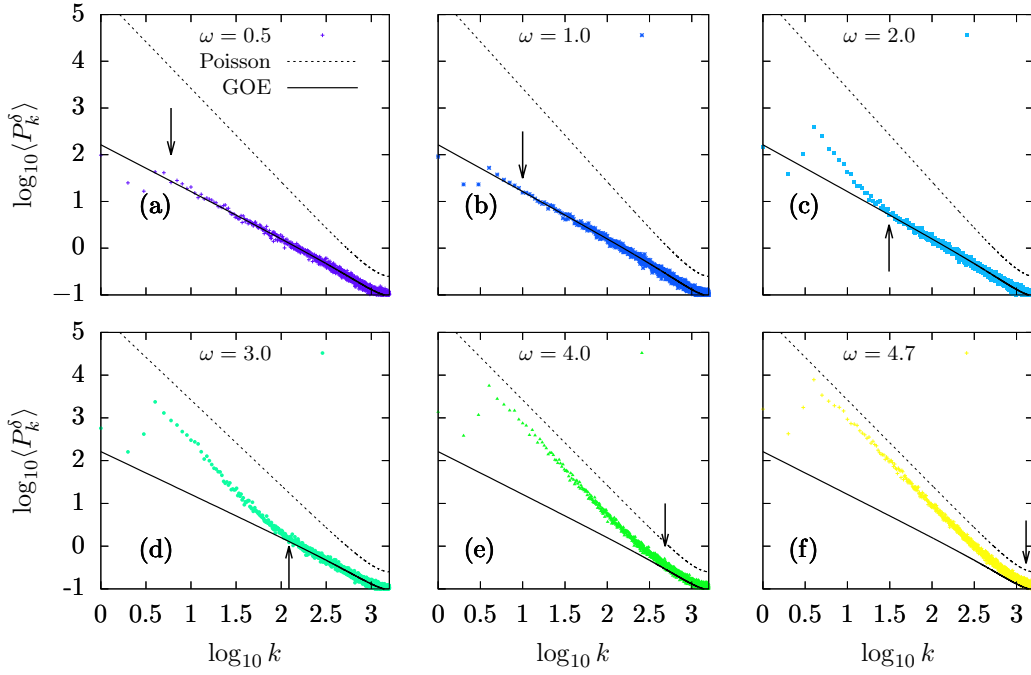 5
4
3
2
1
0
−1
log₁₀⟨P_k^δ⟩
ω = 0.5
Poisson
GOE
(a)
ω = 1.0
(b)
ω = 2.0
(c)
5
4
3
2
1
0
-1
log₁₀⟨P_k^δ⟩
ω = 3.0
(d)
0 0.5 1 1.5 2 2.5 3
log₁₀ k
ω = 4.0
(e)
0 0.5 1 1.5 2 2.5 3
log₁₀ k
ω = 4.7
(f)
0 0.5 1 1.5 2 2.5 3
log₁₀ k